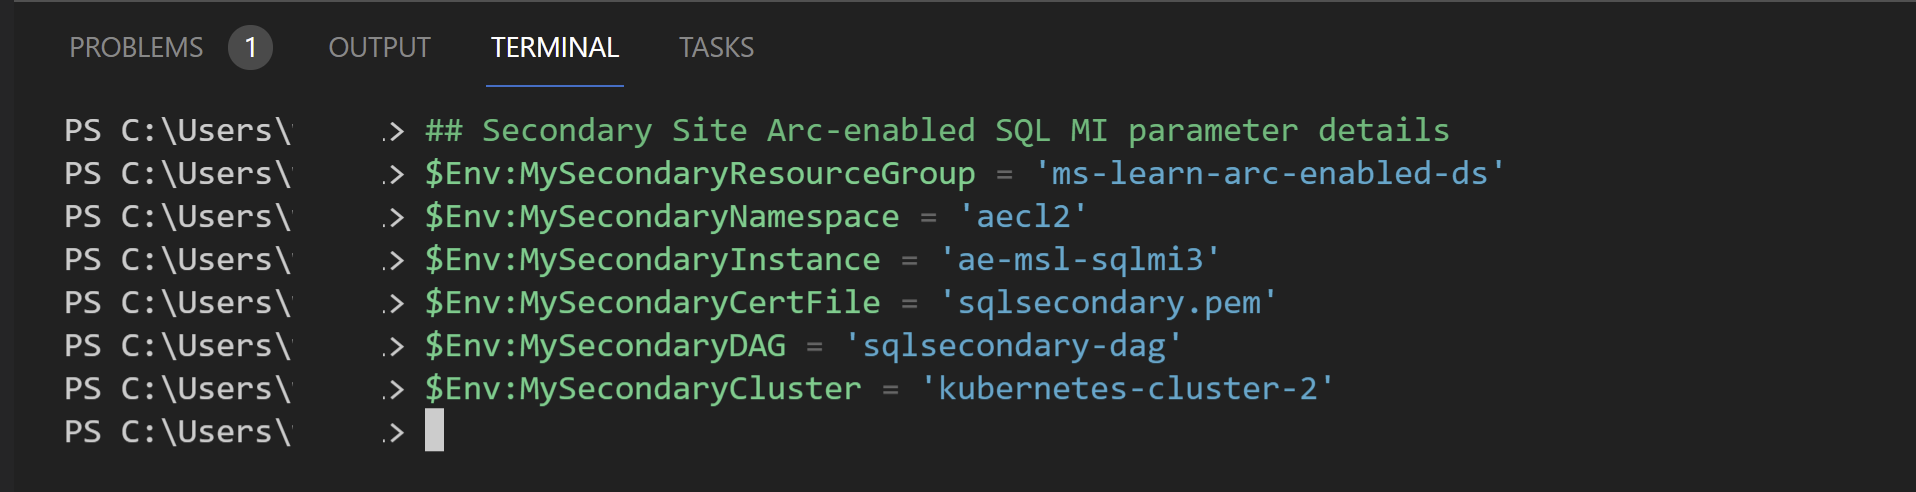 PROBLEMS 1 OUTPUT TERMINAL TASKS
PS C:\Users\ .> ## Secondary Site Arc-enabled SQL MI parameter details
PS C:\Users\ .> $Env:MySecondaryResourceGroup = 'ms-learn-arc-enabled-ds'
PS C:\Users\ .> $Env:MySecondaryNamespace = 'aecl2'
PS C:\Users\ .> $Env:MySecondaryInstance = 'ae-msl-sqlmi3'
PS C:\Users\ .> $Env:MySecondaryCertFile = 'sqlsecondary.pem'
PS C:\Users\ .> $Env:MySecondaryDAG = 'sqlsecondary-dag'
PS C:\Users\ .> $Env:MySecondaryCluster = 'kubernetes-cluster-2'
PS C:\Users\ .>